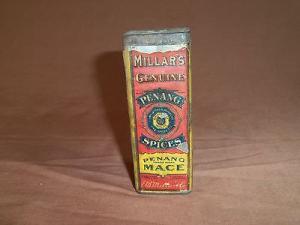 MILLAR'S
GENUINE
PENANG
SPICES
PENANG
MACE